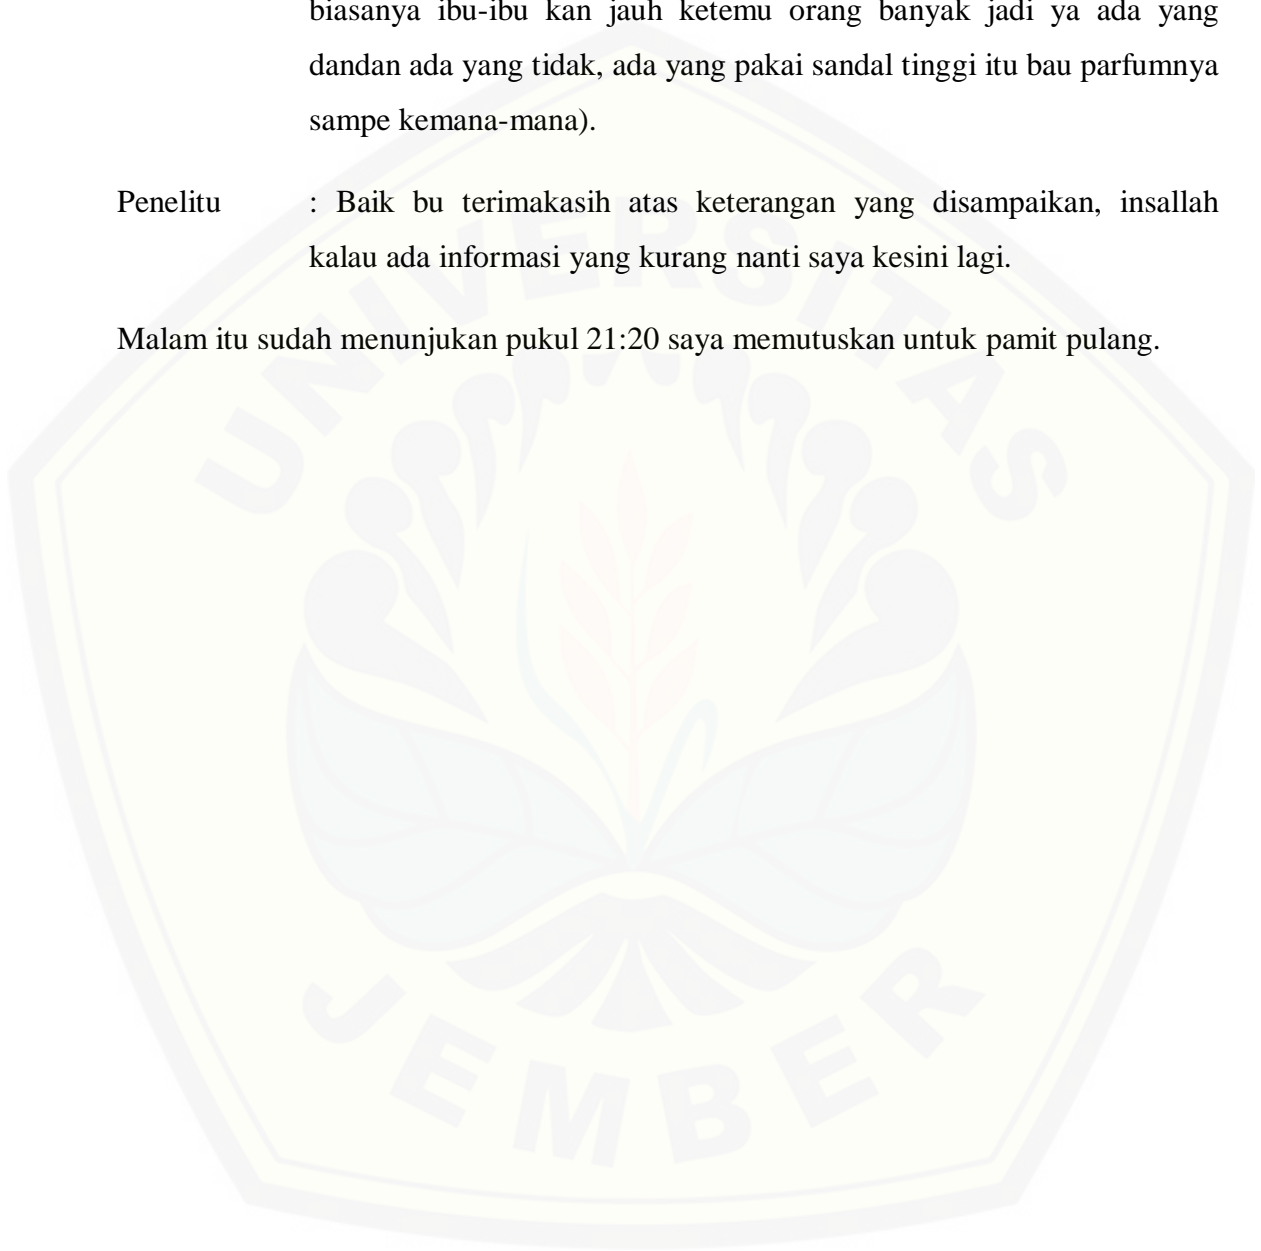 biasanya ibu-ibu kan jauh ketemu orang banyak jadi ya ada yang
dandan ada yang tidak, ada yang pakai sandal tinggi itu bau parfumnya
sampe kemana-mana).
Penelitu : Baik bu terimakasih atas keterangan yang disampaikan, insallah
kalau ada informasi yang kurang nanti saya kesini lagi.
Malam itu sudah menunjukan pukul 21:20 saya memutuskan untuk pamit pulang.
UNIVERSITAS
JEMBER